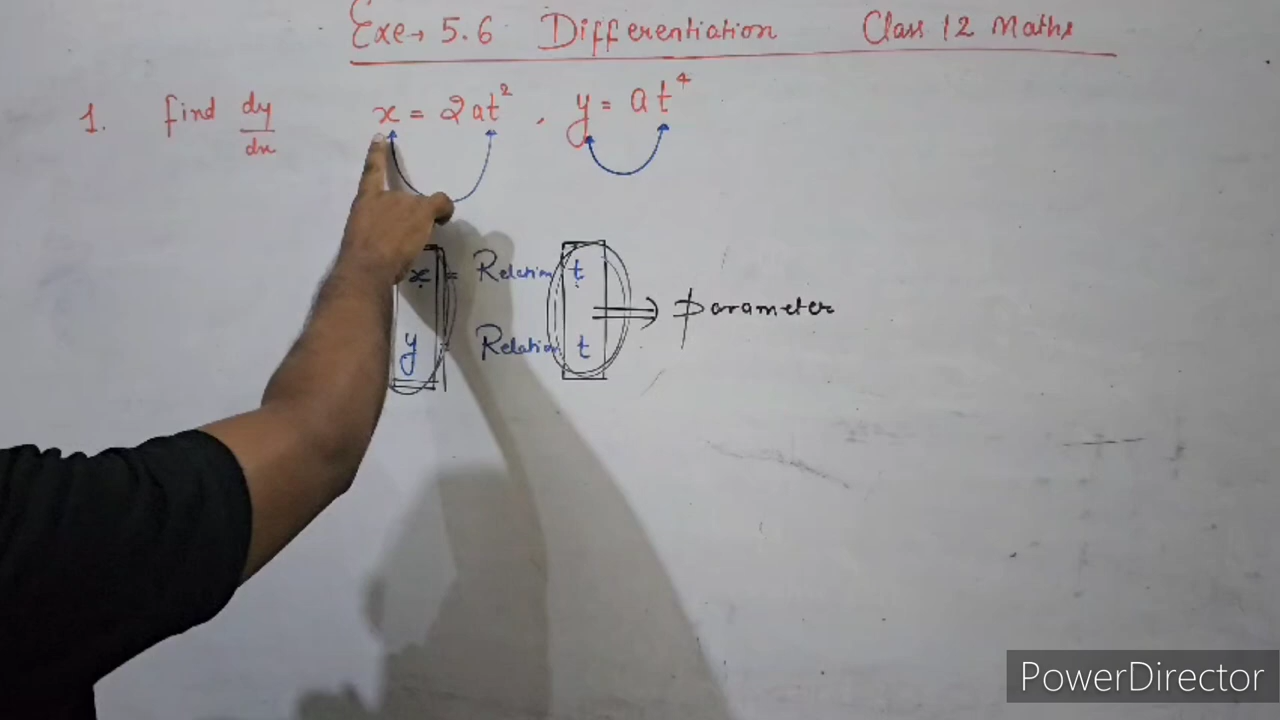 Exe→ 5.6 Differentiation Class 12 Maths
1. find dy/dx x = 2at², y = at⁴
x = Relation t
y Relation t
→ parameter
PowerDirector